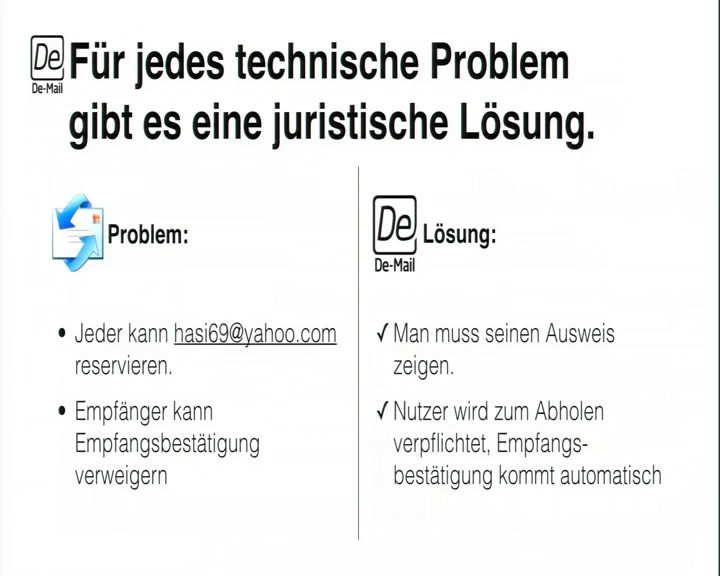 De
De-Mail
Für jedes technische Problem
gibt es eine juristische Lösung.
Problem:
• Jeder kann hasi69@yahoo.com
reservieren.
• Empfänger kann
Empfangsbestätigung
verweigern
De
De-Mail
Lösung:
✓ Man muss seinen Ausweis
zeigen.
✓ Nutzer wird zum Abholen
verpflichtet, Empfangs-
bestätigung kommt automatisch